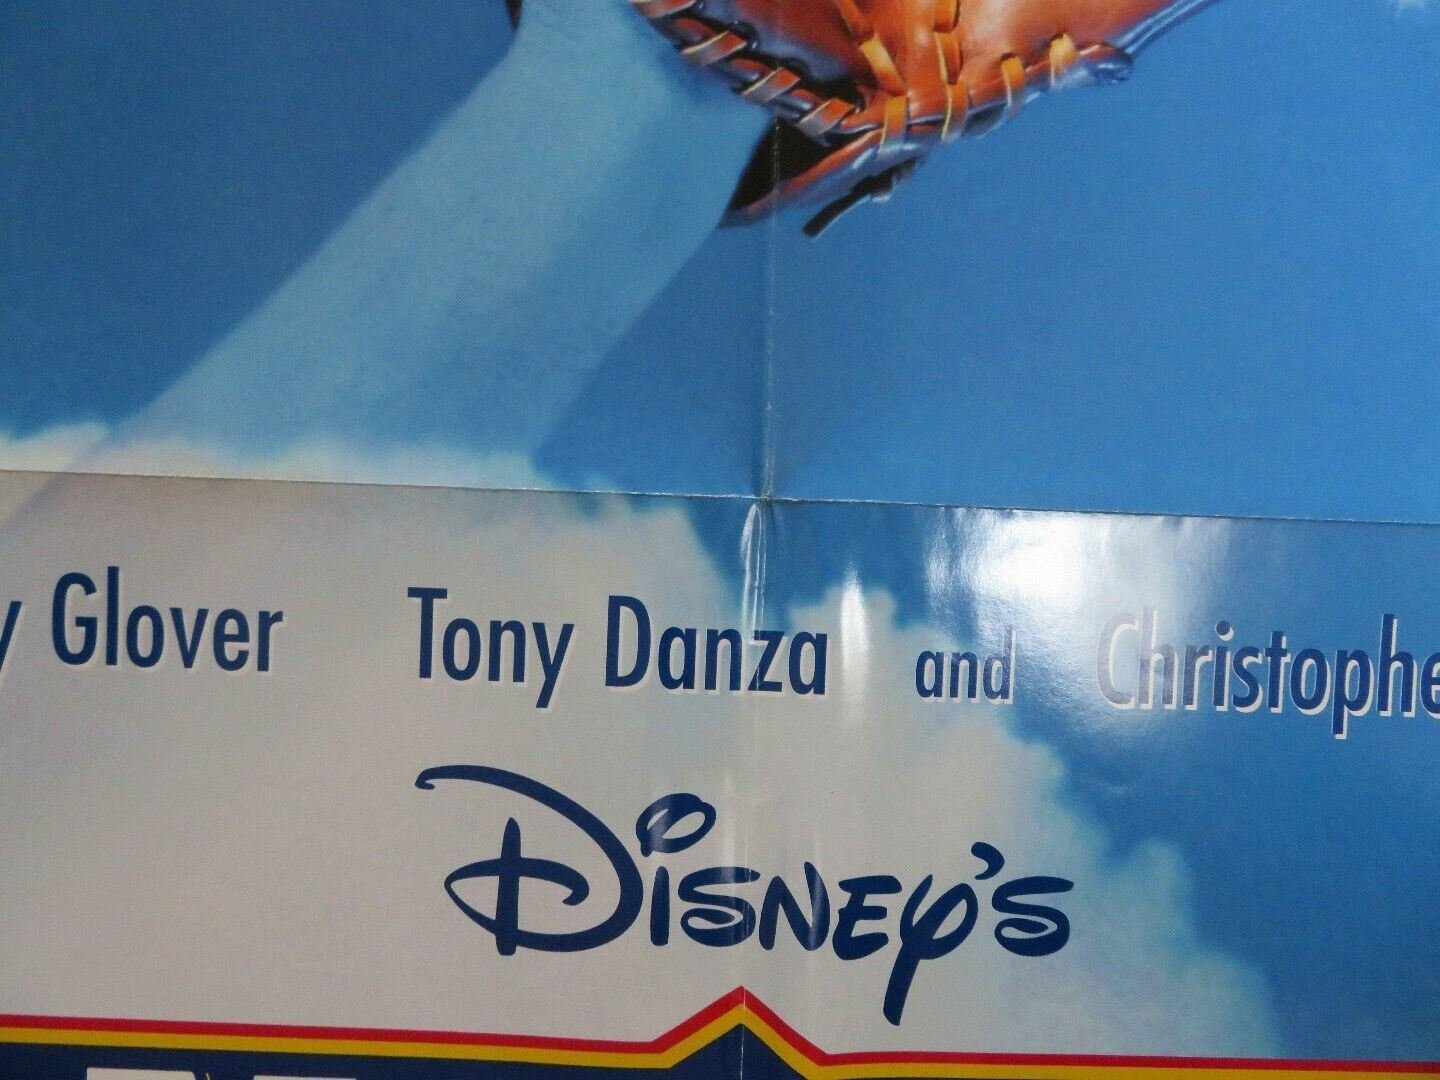 y Glover Tony Danza and Christophe
Disney's